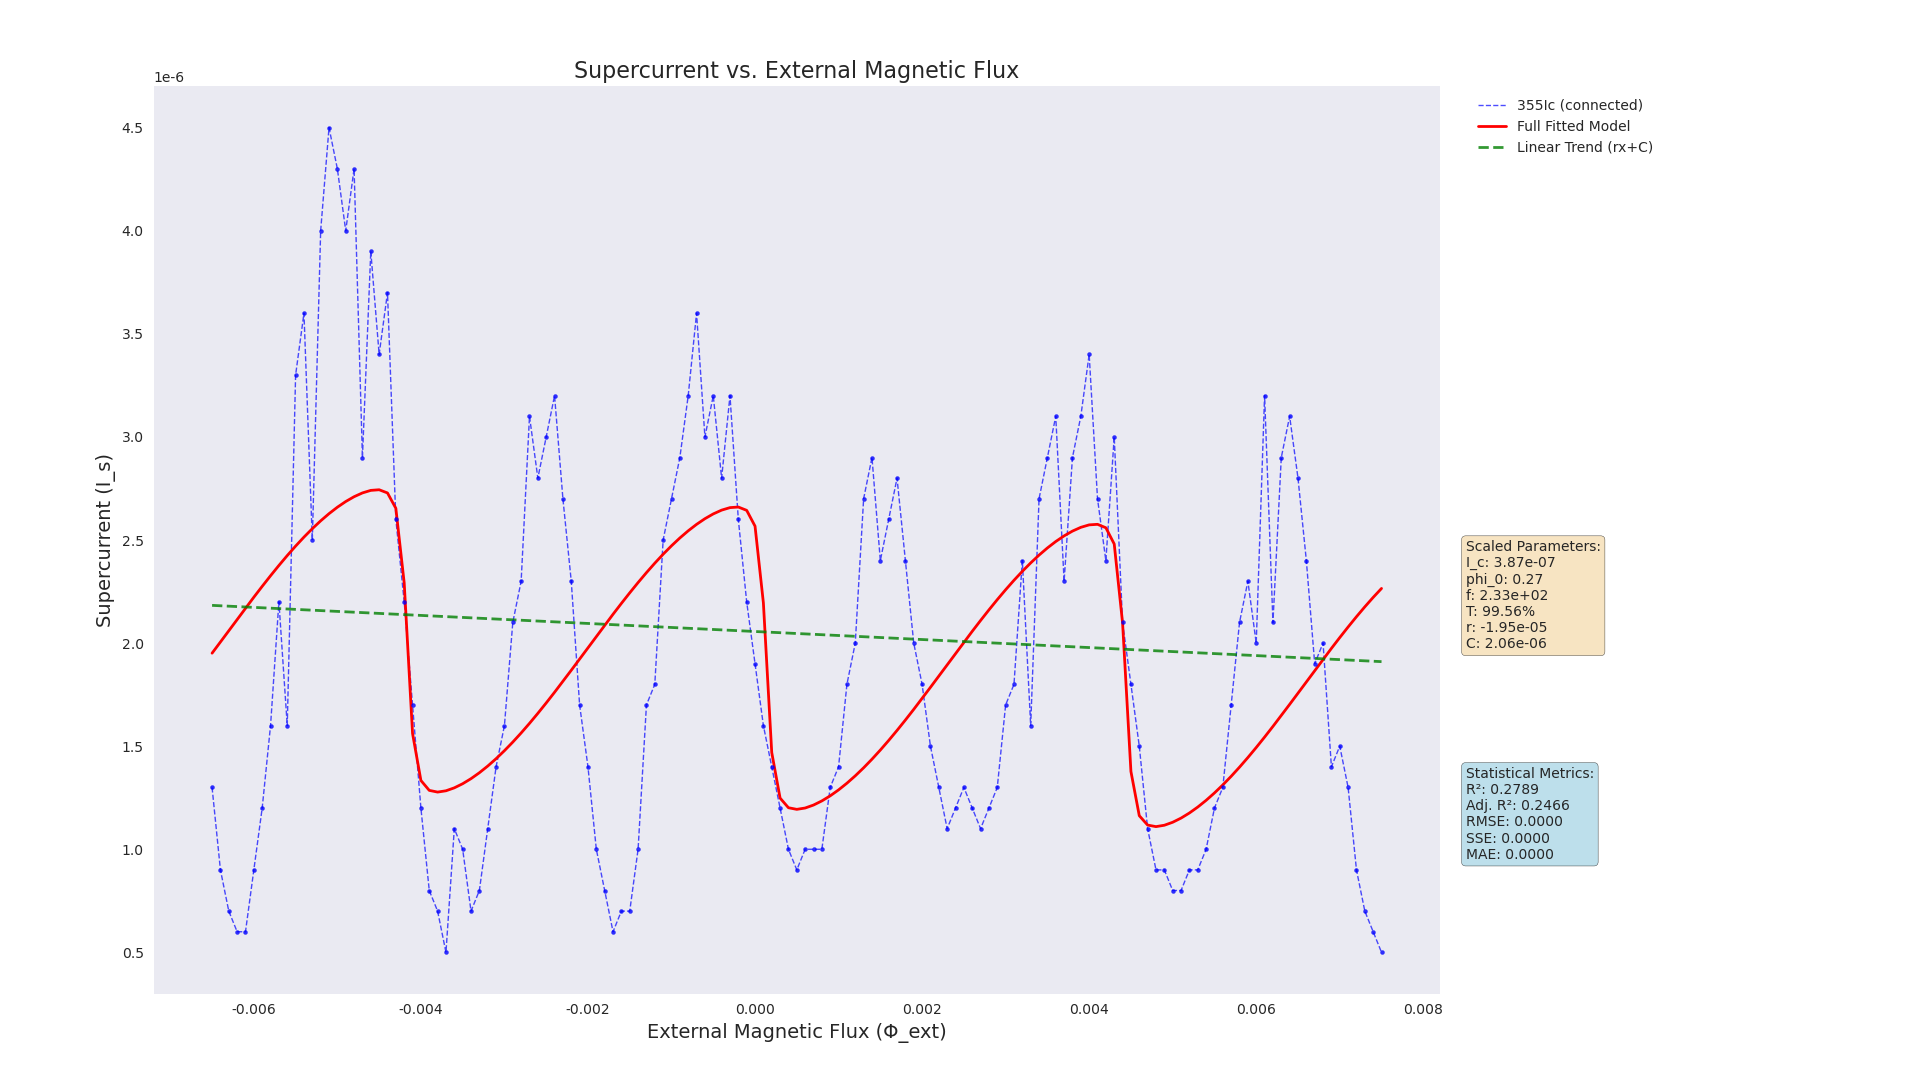 Supercurrent vs. External Magnetic Flux
1e-6
4.5
4.0
3.5
3.0
2.5
2.0
1.5
1.0
0.5
Supercurrent (I_s)
-0.006
-0.004
-0.002
0.000
0.002
0.004
0.006
0.008
External Magnetic Flux (Φ_ext)
355Ic (connected)
Full Fitted Model
Linear Trend (rx+C)
Scaled Parameters:
I_c: 3.87e-07
phi_0: 0.27
f: 2.33e+02
T: 99.56%
r: -1.95e-05
C: 2.06e-06
Statistical Metrics:
R²: 0.2789
Adj. R²: 0.2466
RMSE: 0.0000
SSE: 0.0000
MAE: 0.0000